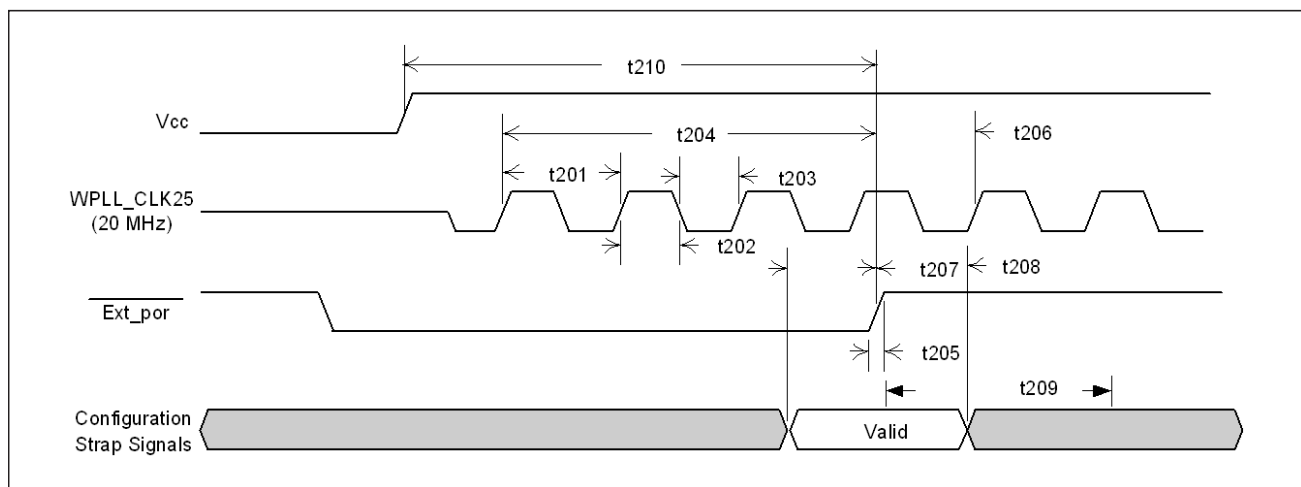 t210
Vcc
t204
t206
t201
t203
WPLL_CLK25
(20 MHz)
t202
t207
t208
Ext_por
t205
t209
Configuration
Strap Signals
Valid